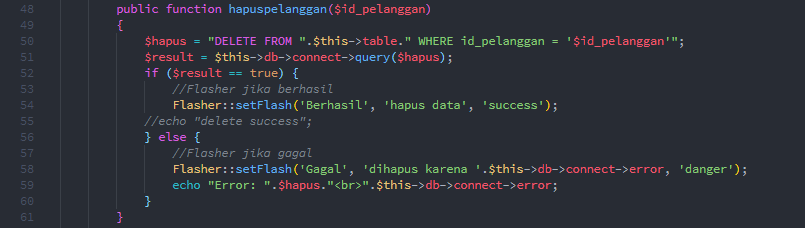 48 public function hapuspelanggan($id_pelanggan)
49 {
50 $hapus = "DELETE FROM ".$this->table." WHERE id_pelanggan = '$id_pelanggan'";
51 $result = $this->db->connect->query($hapus);
52 if ($result == true) {
53 //Flasher jika berhasil
54 Flasher::setFlash('Berhasil', 'hapus data', 'success');
55 //echo "delete success";
56 } else {
57 //Flasher jika gagal
58 Flasher::setFlash('Gagal', 'dihapus karena '.$this->db->connect->error, 'danger');
59 echo "Error: ".$hapus."<br>".$this->db->connect->error;
60 }
61 }